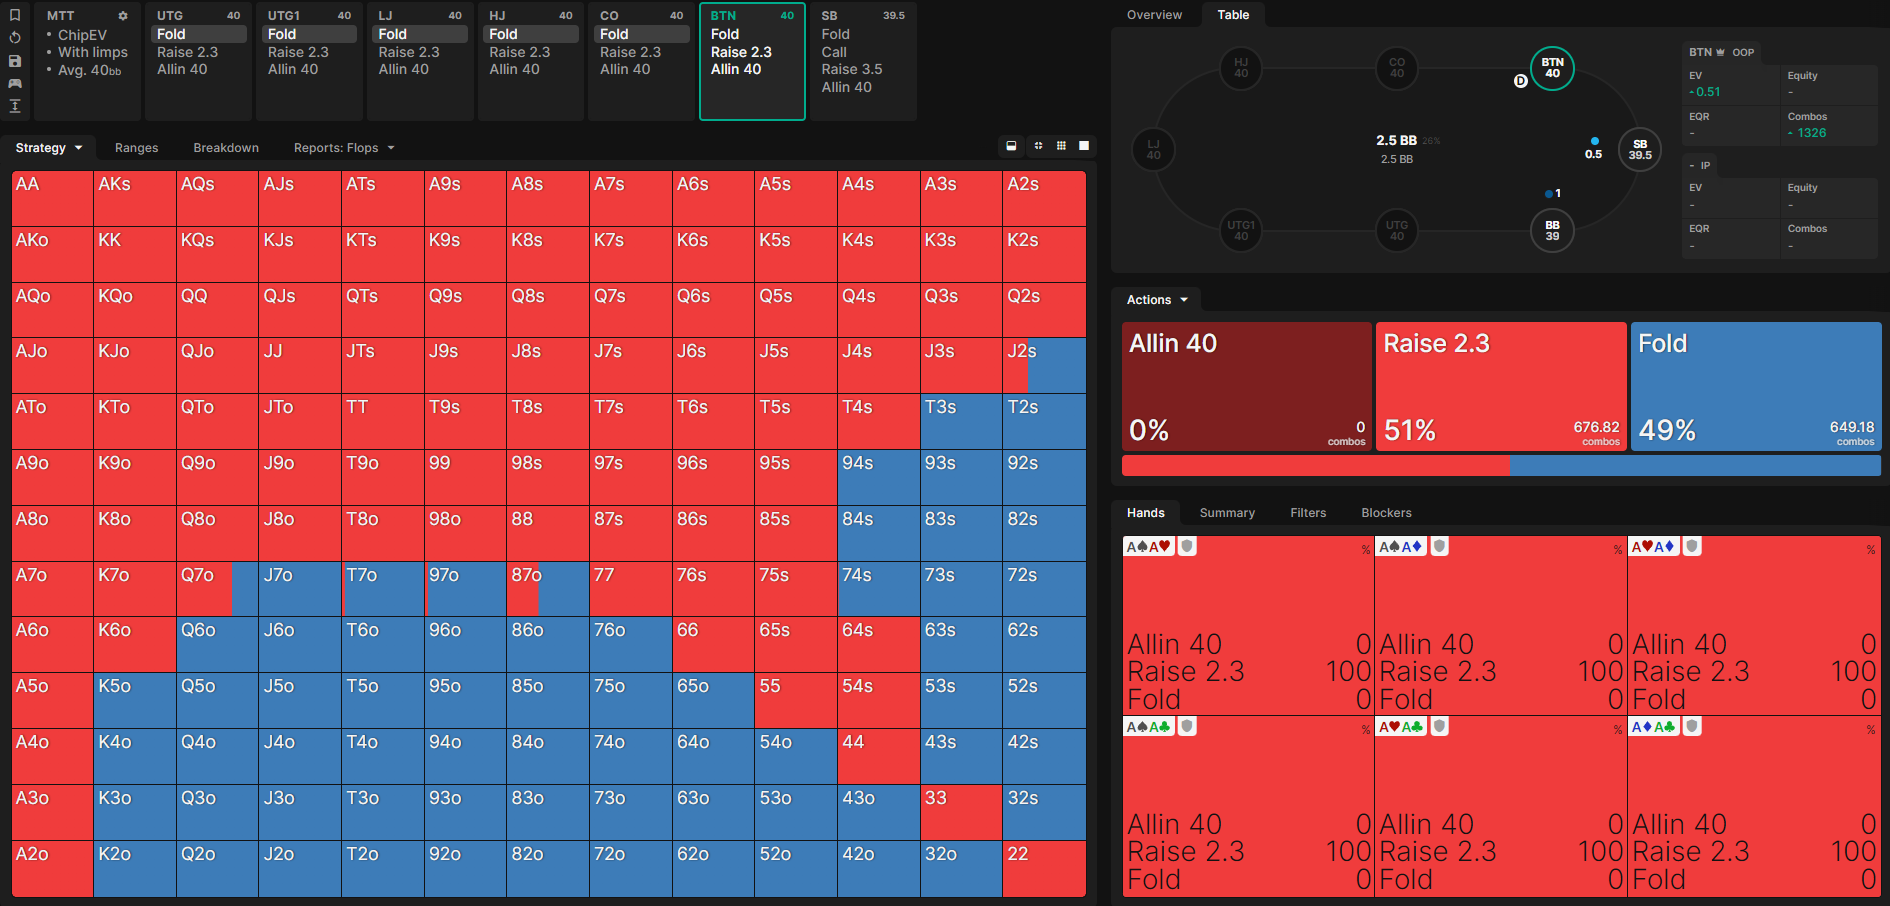 MTT
• ChipEV
• With limps
• Avg. 40bb
UTG 40
Fold
Raise 2.3
Allin 40
UTG1 40
Fold
Raise 2.3
Allin 40
LJ 40
Fold
Raise 2.3
Allin 40
HJ 40
Fold
Raise 2.3
Allin 40
CO 40
Fold
Raise 2.3
Allin 40
BTN 40
Fold
Raise 2.3
Allin 40
SB 39.5
Fold
Call
Raise 3.5
Allin 40
Strategy Ranges Breakdown Reports: Flops
AA AKs AQs AJs ATs A9s A8s A7s A6s A5s A4s A3s A2s
AKo KK KQs KJs KTs K9s K8s K7s K6s K5s K4s K3s K2s
AQo KQo QQ QJs QTs Q9s Q8s Q7s Q6s Q5s Q4s Q3s Q2s
AJo KJo QJo JJ JTs J9s J8s J7s J6s J5s J4s J3s J2s
ATo KTo QTo JTo TT T9s T8s T7s T6s T5s T4s T3s T2s
A9o K9o Q9o J9o T9o 99 98s 97s 96s 95s 94s 93s 92s
A8o K8o Q8o J8o T8o 98o 88 87s 86s 85s 84s 83s 82s
A7o K7o Q7o J7o T7o 97o 87o 77 76s 75s 74s 73s 72s
A6o K6o Q6o J6o T6o 96o 86o 76o 66 65s 64s 63s 62s
A5o K5o Q5o J5o T5o 95o 85o 75o 65o 55 54s 53s 52s
A4o K4o Q4o J4o T4o 94o 84o 74o 64o 54o 44 43s 42s
A3o K3o Q3o J3o T3o 93o 83o 73o 63o 53o 43o 33 32s
A2o K2o Q2o J2o T2o 92o 82o 72o 62o 52o 42o 32o 22
Overview Table
HJ
40
CO
40
BTN
40
D
LJ
40
2.5 BB 26%
2.5 BB
0.5
SB
39.5
1
UTG1
40
UTG
40
BB
39
BTN OOP
EV Equity
0.51 -
EQR Combos
- 1326
- IP
EV Equity
- -
EQR Combos
- -
Actions
Allin 40
0% 0
combos
Raise 2.3
51% 676.82
combos
Fold
49% 649.18
combos
Hands Summary Filters Blockers
A♠A♥ %
Allin 40 0
Raise 2.3 100
Fold 0
A♠A♦ %
Allin 40 0
Raise 2.3 100
Fold 0
A♥A♦ %
Allin 40 0
Raise 2.3 100
Fold 0
A♠A♣ %
Allin 40 0
Raise 2.3 100
Fold 0
A♥A♣ %
Allin 40 0
Raise 2.3 100
Fold 0
A♦A♣ %
Allin 40 0
Raise 2.3 100
Fold 0